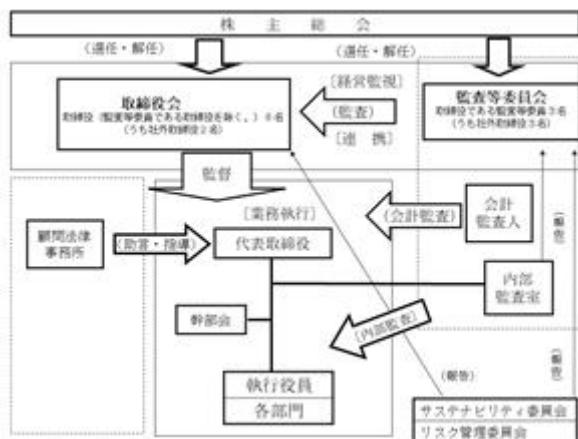 株主総会
(選任・解任)
(選任・解任)
取締役会
取締役(監査等委員である取締役を除く。)8名
(うち社外取締役2名)
[経営監視]
(監査)
[連携]
監査等委員会
取締役である監査等委員3名
(うち社外取締役3名)
監督
顧問法律
事務所
(助言・指導)
[業務執行]
代表取締役
(会計監査)
会計
監査人
(報告)
内部
監査室
幹部会
[内部監査]
執行役員
各部門
(報告)
(報告)
サステナビリティ委員会
リスク管理委員会